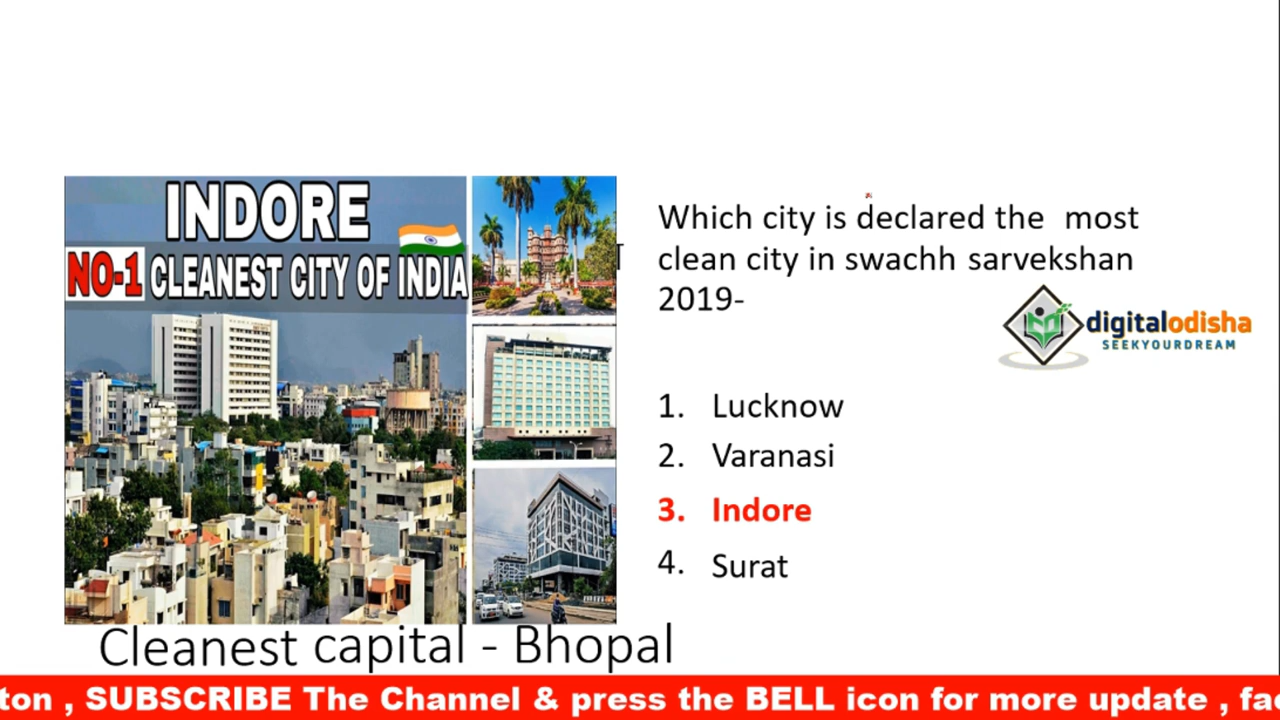 INDORE
NO-1 CLEANEST CITY OF INDIA
Which city is declared the most
clean city in swachh sarvekshan
2019-
digitalodisha
SEEKYOURDREAM
1. Lucknow
2. Varanasi
3. Indore
4. Surat
Cleanest capital - Bhopal
ton , SUBSCRIBE The Channel & press the BELL icon for more update , fac